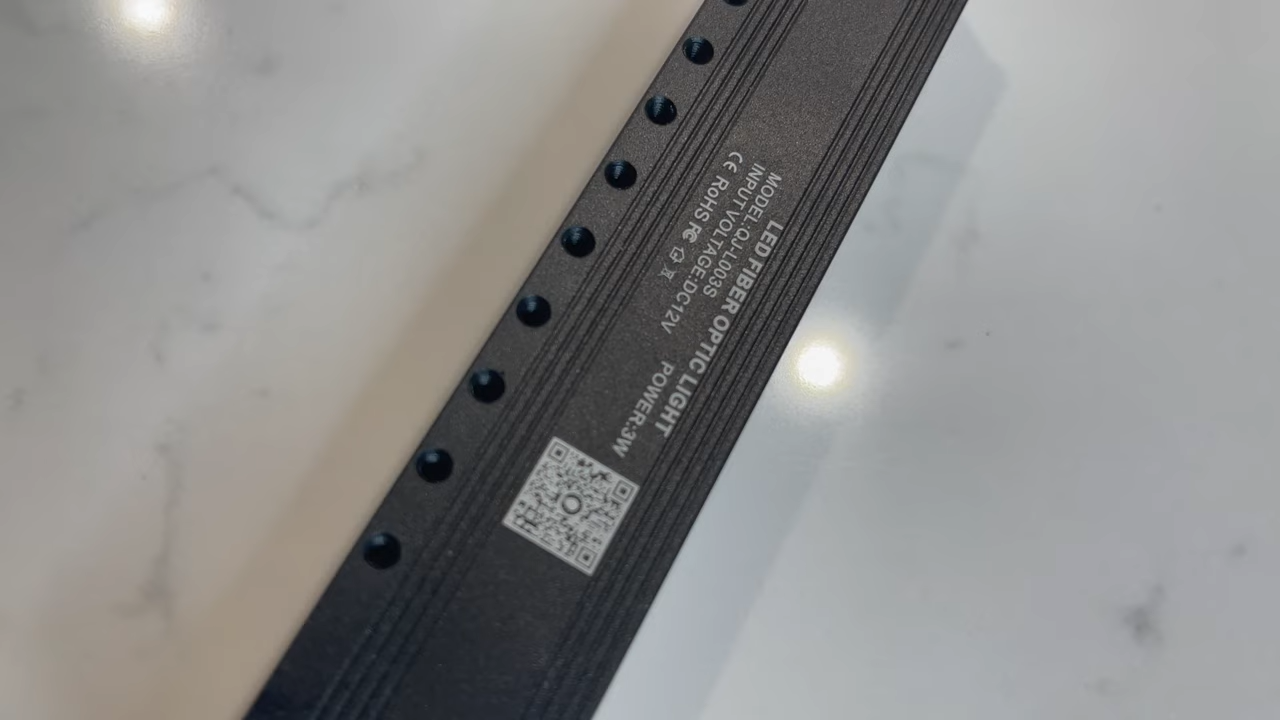 LED FIBER OPTIC LIGHT
MODEL:QJ-L003S
INPUT VOLTAGE:DC12V POWER:3W
CE RoHS FC